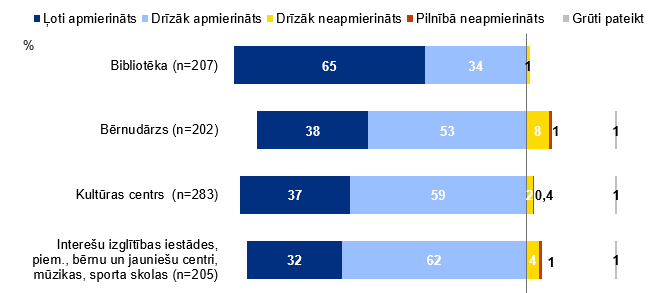 Ļoti apmierināts Drīzāk apmierināts Drīzāk neapmierināts Pilnībā neapmierināts Grūti pateikt
%
Bibliotēka (n=207) 65 34 1
Bērnudārzs (n=202) 38 53 8 1 1
Kultūras centrs (n=283) 37 59 2 0,4 1
Interešu izglītības iestādes,
piem., bērnu un jauniešu centri,
mūzikas, sporta skolas (n=205) 32 62 4 1 1